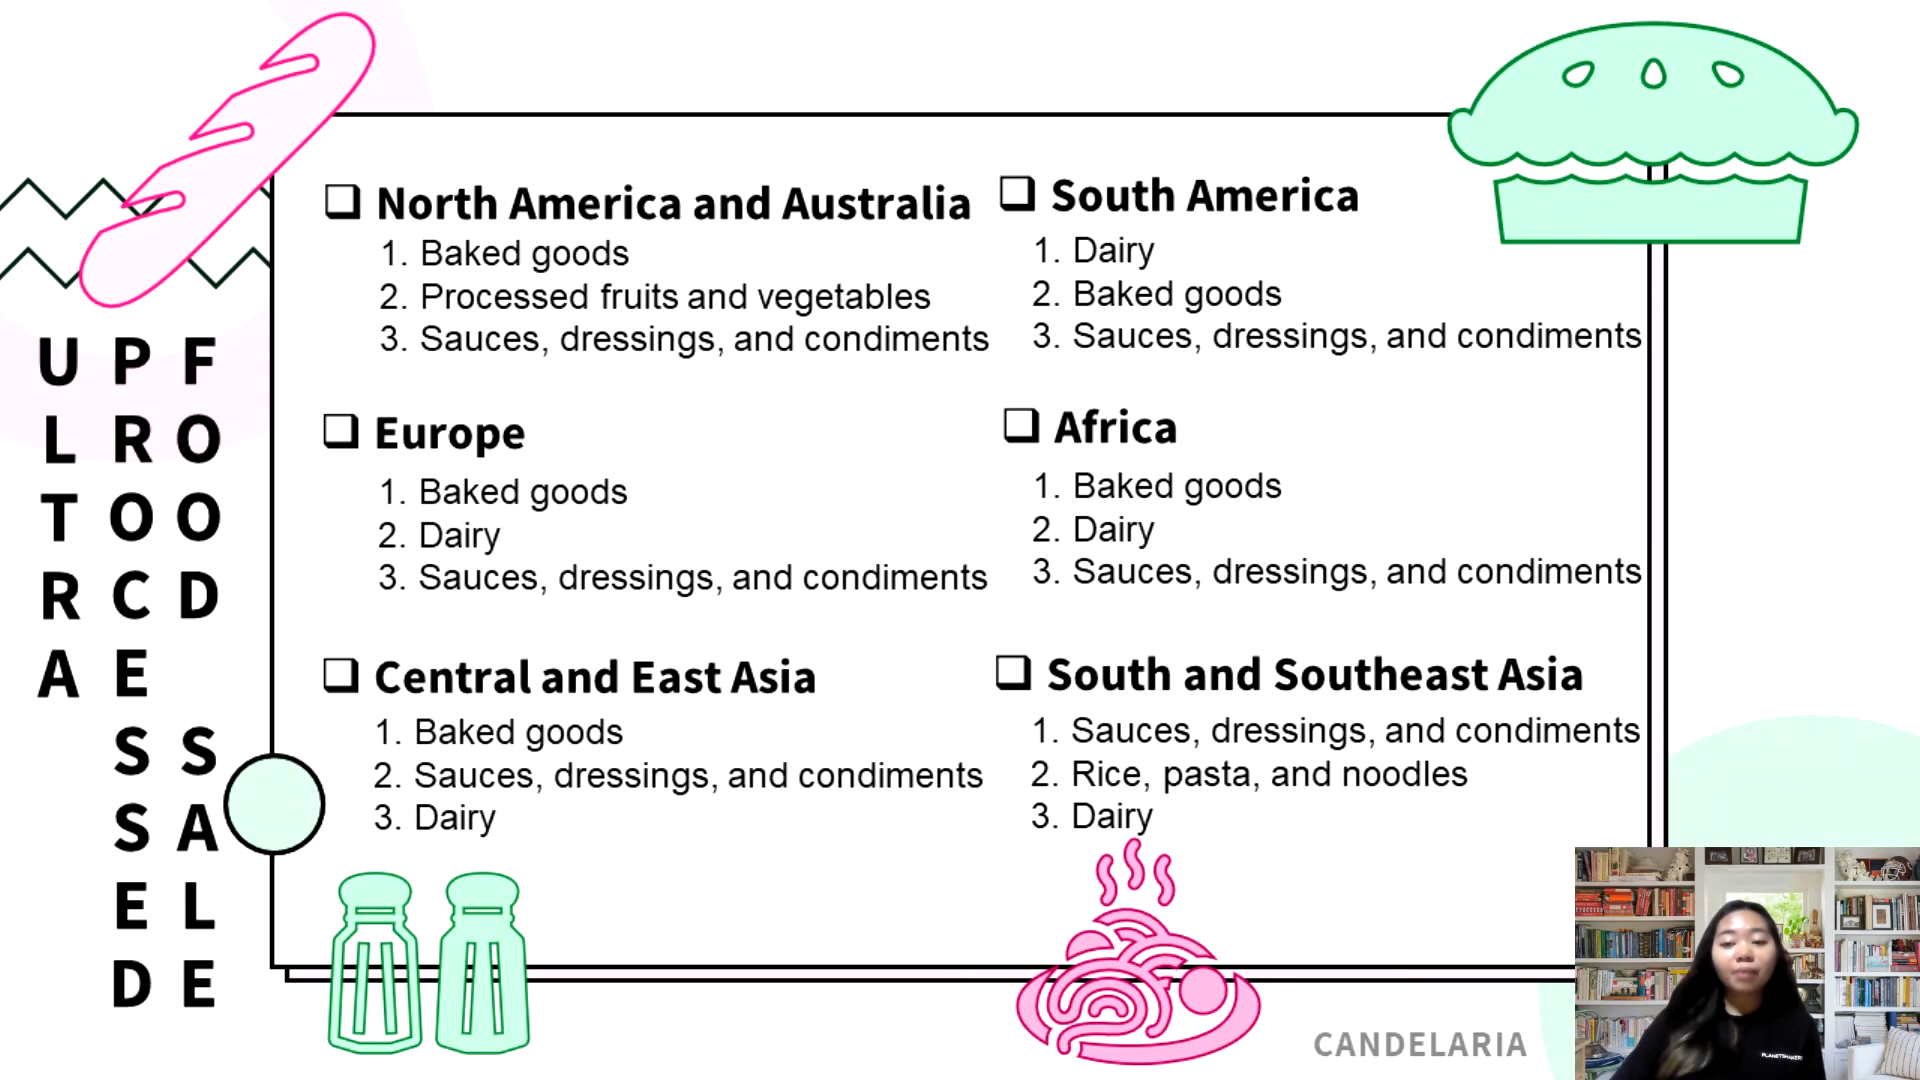 ULTRA
PROCESSED
FOOD SALE
❑ North America and Australia
1. Baked goods
2. Processed fruits and vegetables
3. Sauces, dressings, and condiments
❑ Europe
1. Baked goods
2. Dairy
3. Sauces, dressings, and condiments
❑ Central and East Asia
1. Baked goods
2. Sauces, dressings, and condiments
3. Dairy
❑ South America
1. Dairy
2. Baked goods
3. Sauces, dressings, and condiments
❑ Africa
1. Baked goods
2. Dairy
3. Sauces, dressings, and condiments
❑ South and Southeast Asia
1. Sauces, dressings, and condiments
2. Rice, pasta, and noodles
3. Dairy
CANDELARIA